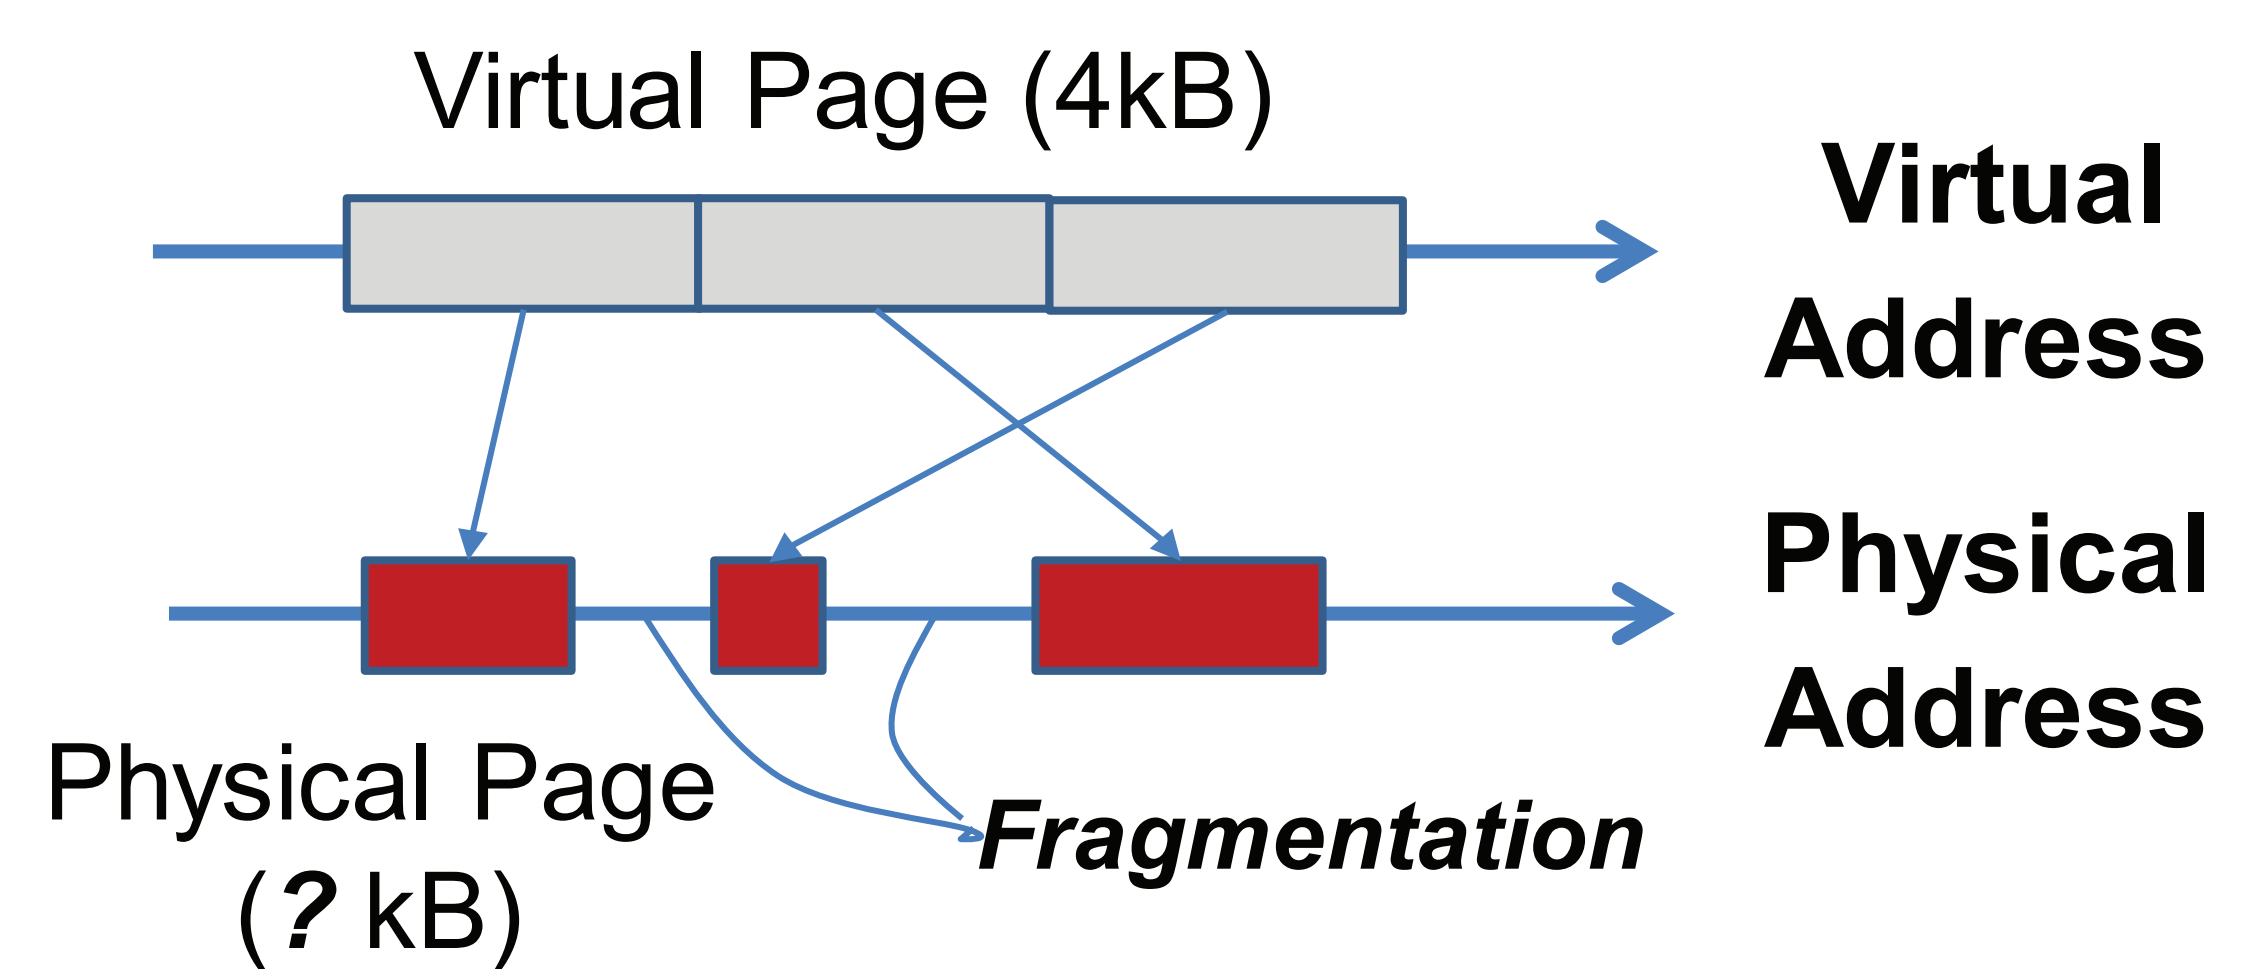 Virtual Page (4kB)
Virtual
Address
Physical
Address
Physical Page
(? kB)
Fragmentation